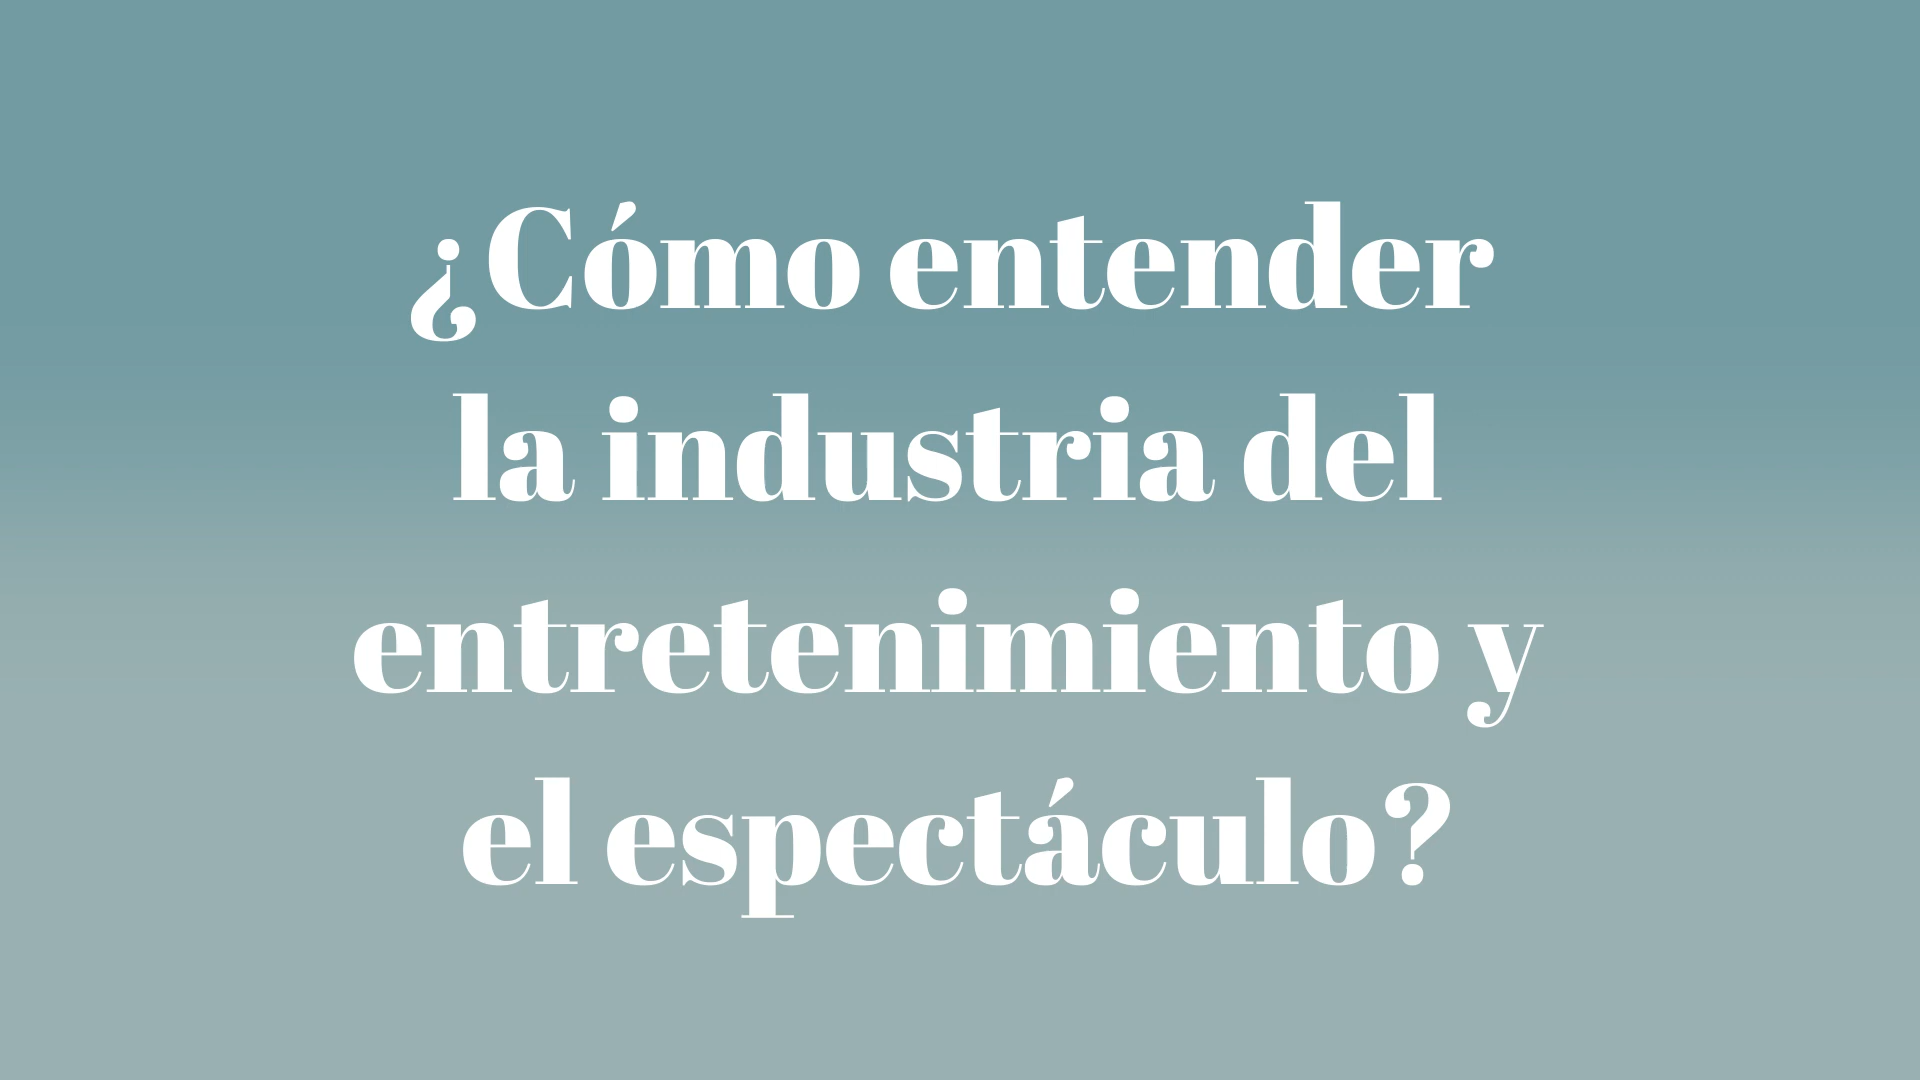 ¿Cómo entender
la industria del
entretenimiento y
el espectáculo?